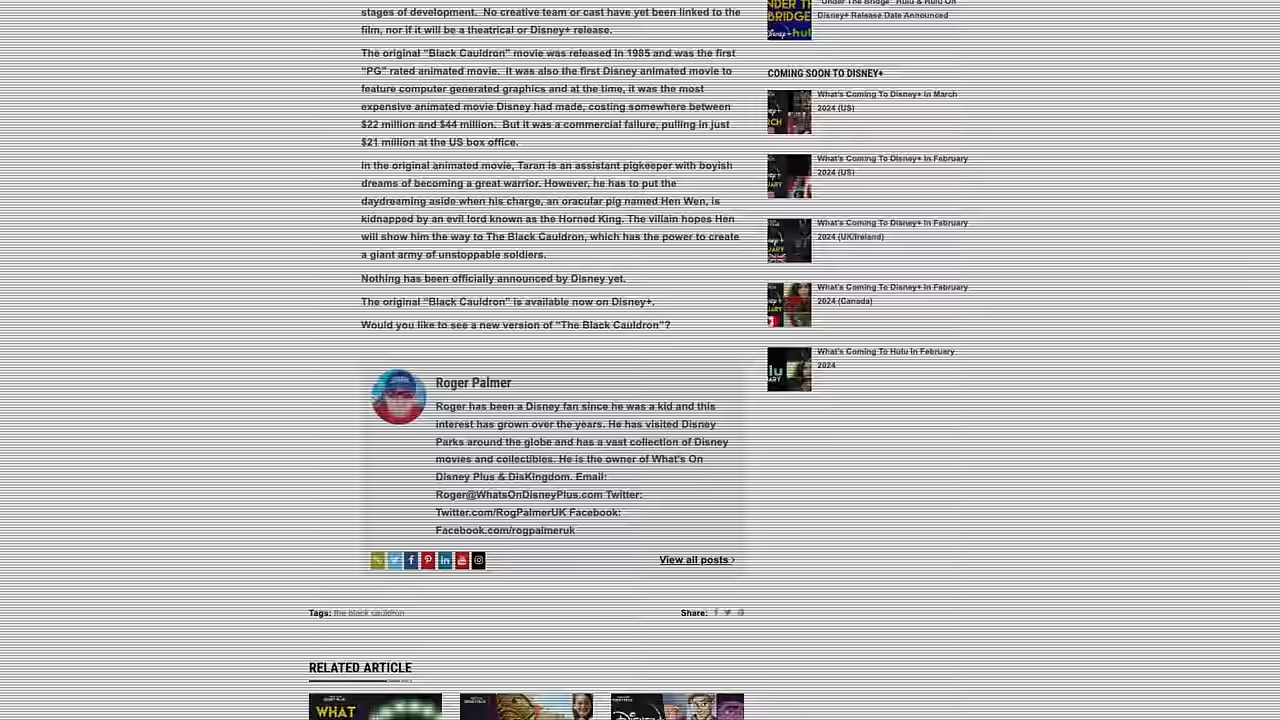 stages of development. No creative team or cast have yet been linked to the
film, nor if it will be a theatrical or Disney+ release.
The original “Black Cauldron” movie was released in 1985 and was the first
“PG” rated animated movie. It was also the first Disney animated movie to
feature computer generated graphics and at the time, it was the most
expensive animated movie Disney had made, costing somewhere between
$22 million and $44 million. But it was a commercial failure, pulling in just
$21 million at the US box office.
In the original animated movie, Taran is an assistant pigkeeper with boyish
dreams of becoming a great warrior. However, he has to put the
daydreaming aside when his charge, an oracular pig named Hen Wen, is
kidnapped by an evil lord known as the Horned King. The villain hopes Hen
will show him the way to The Black Cauldron, which has the power to create
a giant army of unstoppable soldiers.
Nothing has been officially announced by Disney yet.
The original “Black Cauldron” is available now on Disney+.
Would you like to see a new version of “The Black Cauldron”?
Roger Palmer
Roger has been a Disney fan since he was a kid and this
interest has grown over the years. He has visited Disney
Parks around the globe and has a vast collection of Disney
movies and collectibles. He is the owner of What's On
Disney Plus & DisKingdom. Email:
Roger@WhatsOnDisneyPlus.com Twitter:
Twitter.com/RogPalmerUK Facebook:
Facebook.com/rogpalmeruk
View all posts ›
Tags: the black cauldron
Share:
RELATED ARTICLE
WHAT
Disney
UNDER TH
BRIDGE
Disney+ hulu
"Under The Bridge" Hulu & Hulu On
Disney+ Release Date Announced
COMING SOON TO DISNEY+
What's Coming To Disney+ In March
2024 (US)
What's Coming To Disney+ In February
2024 (US)
What's Coming To Disney+ In February
2024 (UK/Ireland)
What's Coming To Disney+ In February
2024 (Canada)
What's Coming To Hulu In February
2024